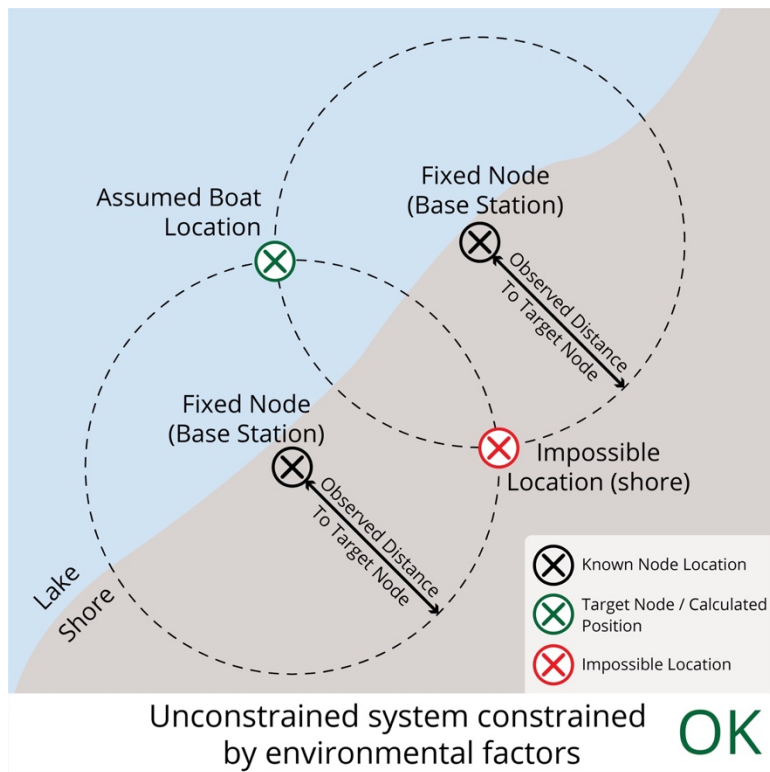 Assumed Boat
Location
Fixed Node
(Base Station)
Observed Distance
To Target Node
Fixed Node
(Base Station)
Observed Distance
To Target Node
Impossible
Location (shore)
Lake
Shore
Known Node Location
Target Node / Calculated
Position
Impossible Location
Unconstrained system constrained
by environmental factors
OK